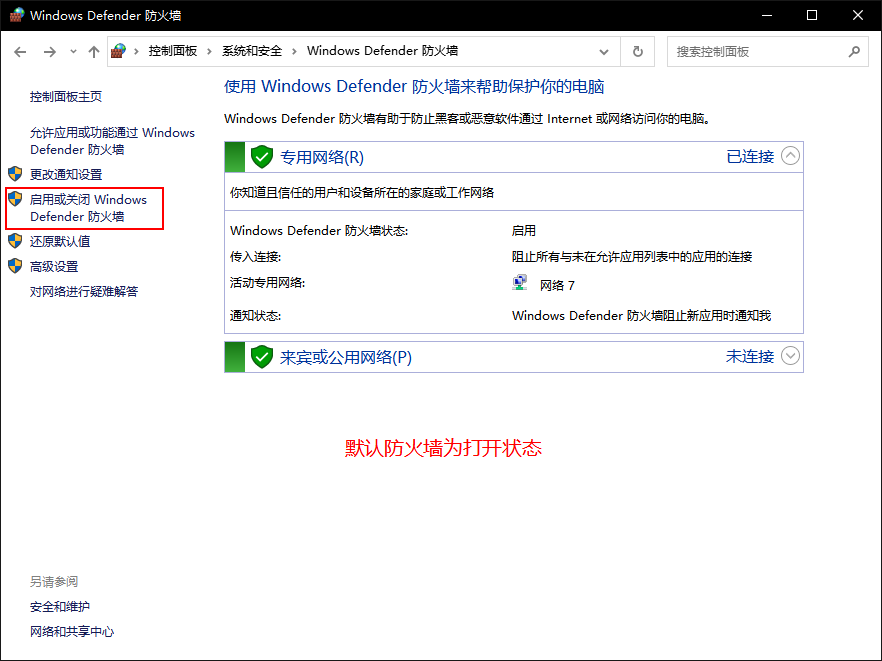 Windows Defender 防火墙
控制面板 › 系统和安全 › Windows Defender 防火墙
搜索控制面板
控制面板主页
允许应用或功能通过 Windows
Defender 防火墙
更改通知设置
启用或关闭 Windows
Defender 防火墙
还原默认值
高级设置
对网络进行疑难解答
使用 Windows Defender 防火墙来帮助保护你的电脑
Windows Defender 防火墙有助于防止黑客或恶意软件通过 Internet 或网络访问你的电脑。
专用网络(R) 已连接
你知道且信任的用户和设备所在的家庭或工作网络
Windows Defender 防火墙状态: 启用
传入连接: 阻止所有与未在允许应用列表中的应用的连接
活动专用网络: 网络 7
通知状态: Windows Defender 防火墙阻止新应用时通知我
来宾或公用网络(P) 未连接
默认防火墙为打开状态
另请参阅
安全和维护
网络和共享中心